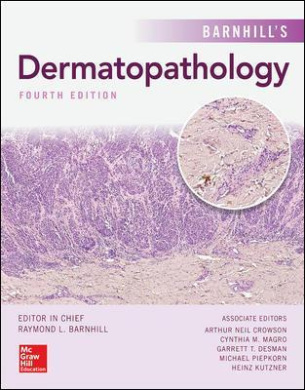 BARNHILL'S
Dermatopathology
FOURTH EDITION
EDITOR IN CHIEF
RAYMOND L. BARNHILL
ASSOCIATE EDITORS
ARTHUR NEIL CROWSON
CYNTHIA M. MAGRO
GARRETT T. DESMAN
MICHAEL PIEPKORN
HEINZ KUTZNER
Mc
Graw
Hill
Education